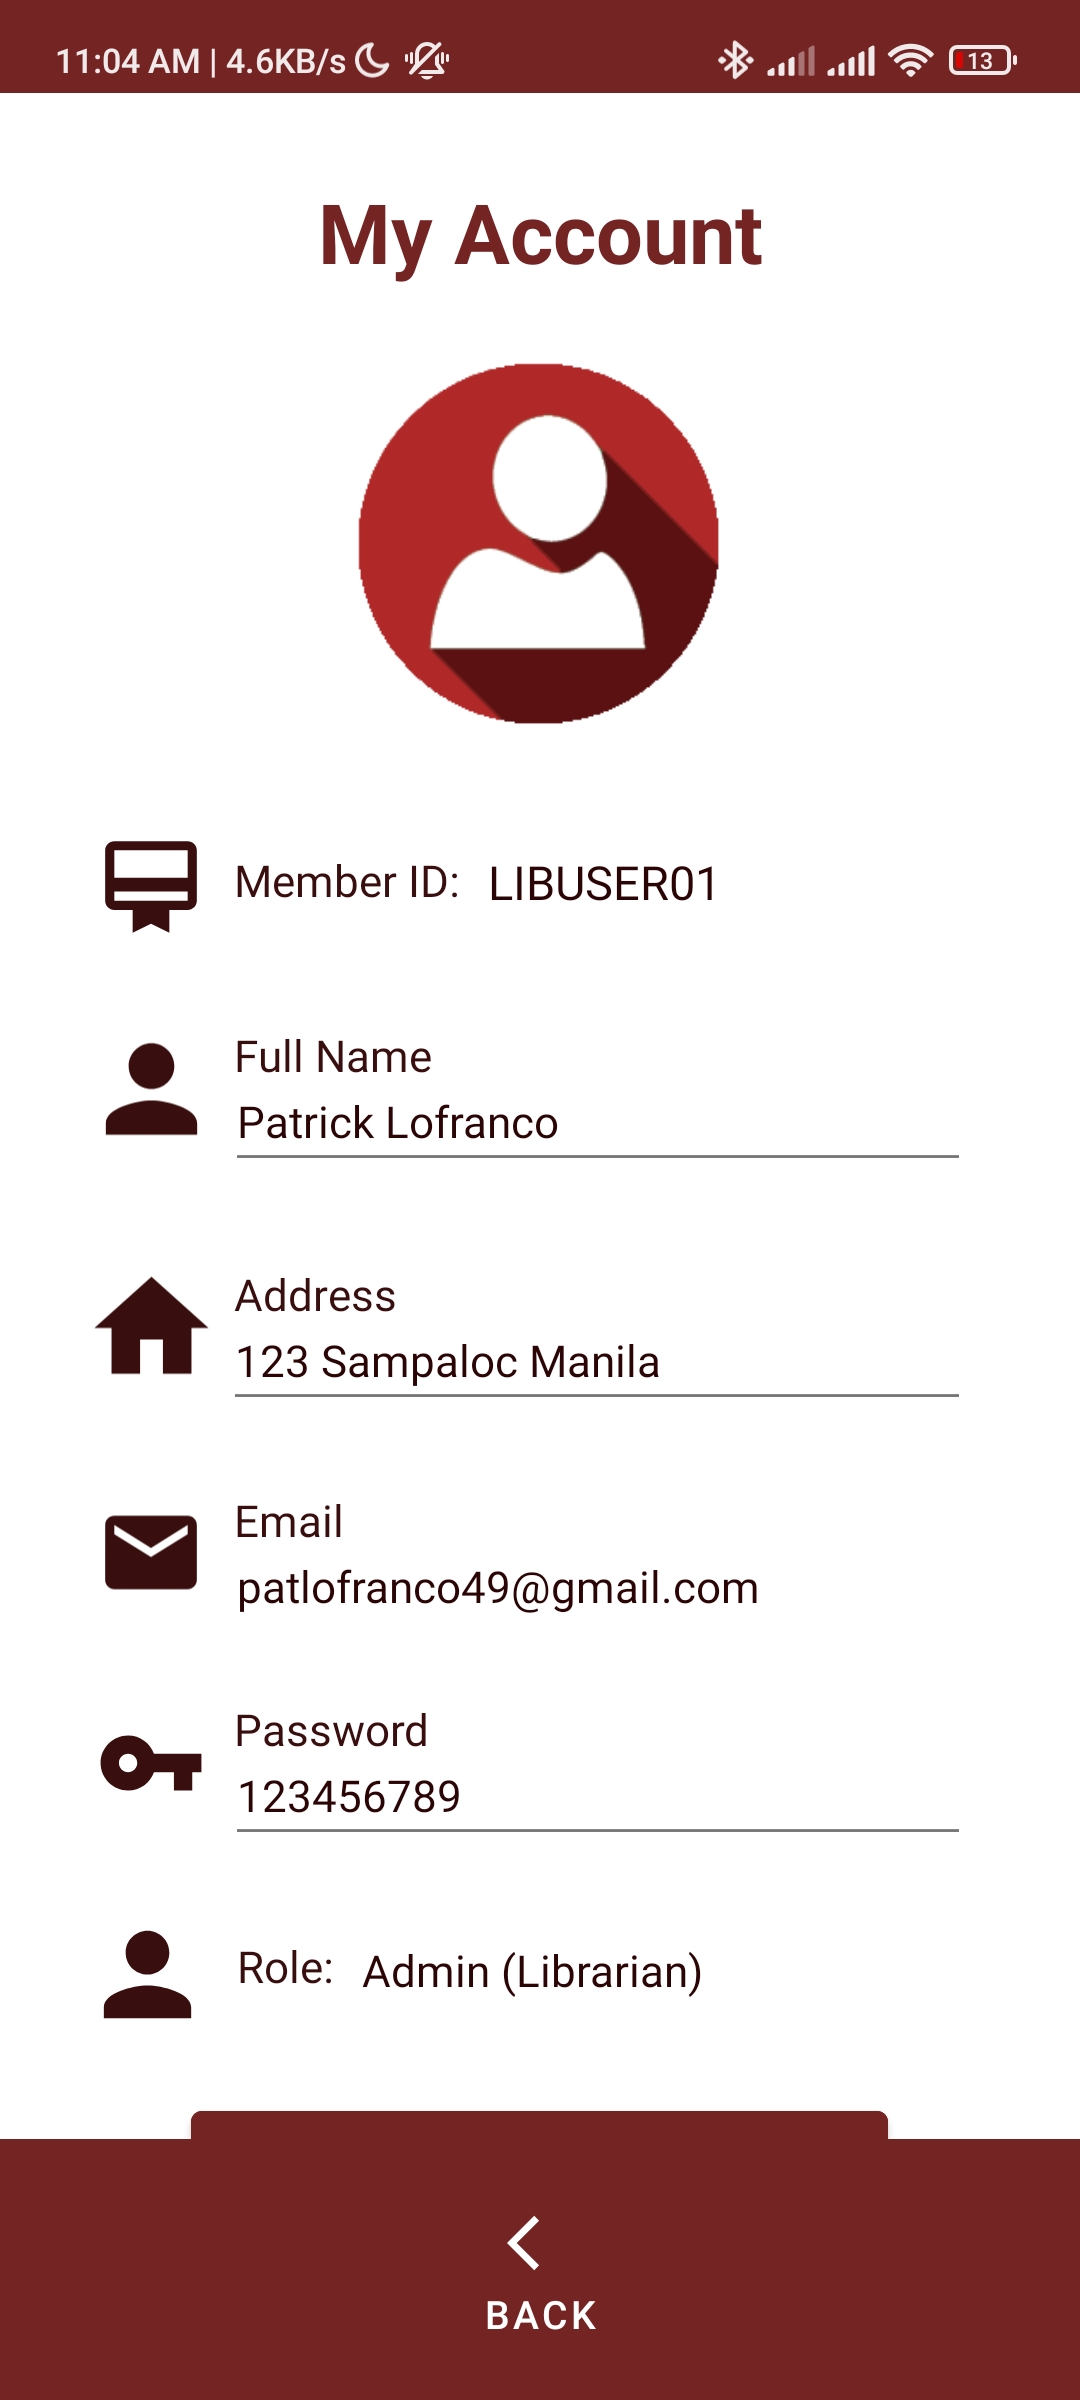 11:04 AM | 4.6KB/s 13
My Account
Member ID: LIBUSER01
Full Name
Patrick Lofranco
Address
123 Sampaloc Manila
Email
patlofranco49@gmail.com
Password
123456789
Role: Admin (Librarian)
BACK